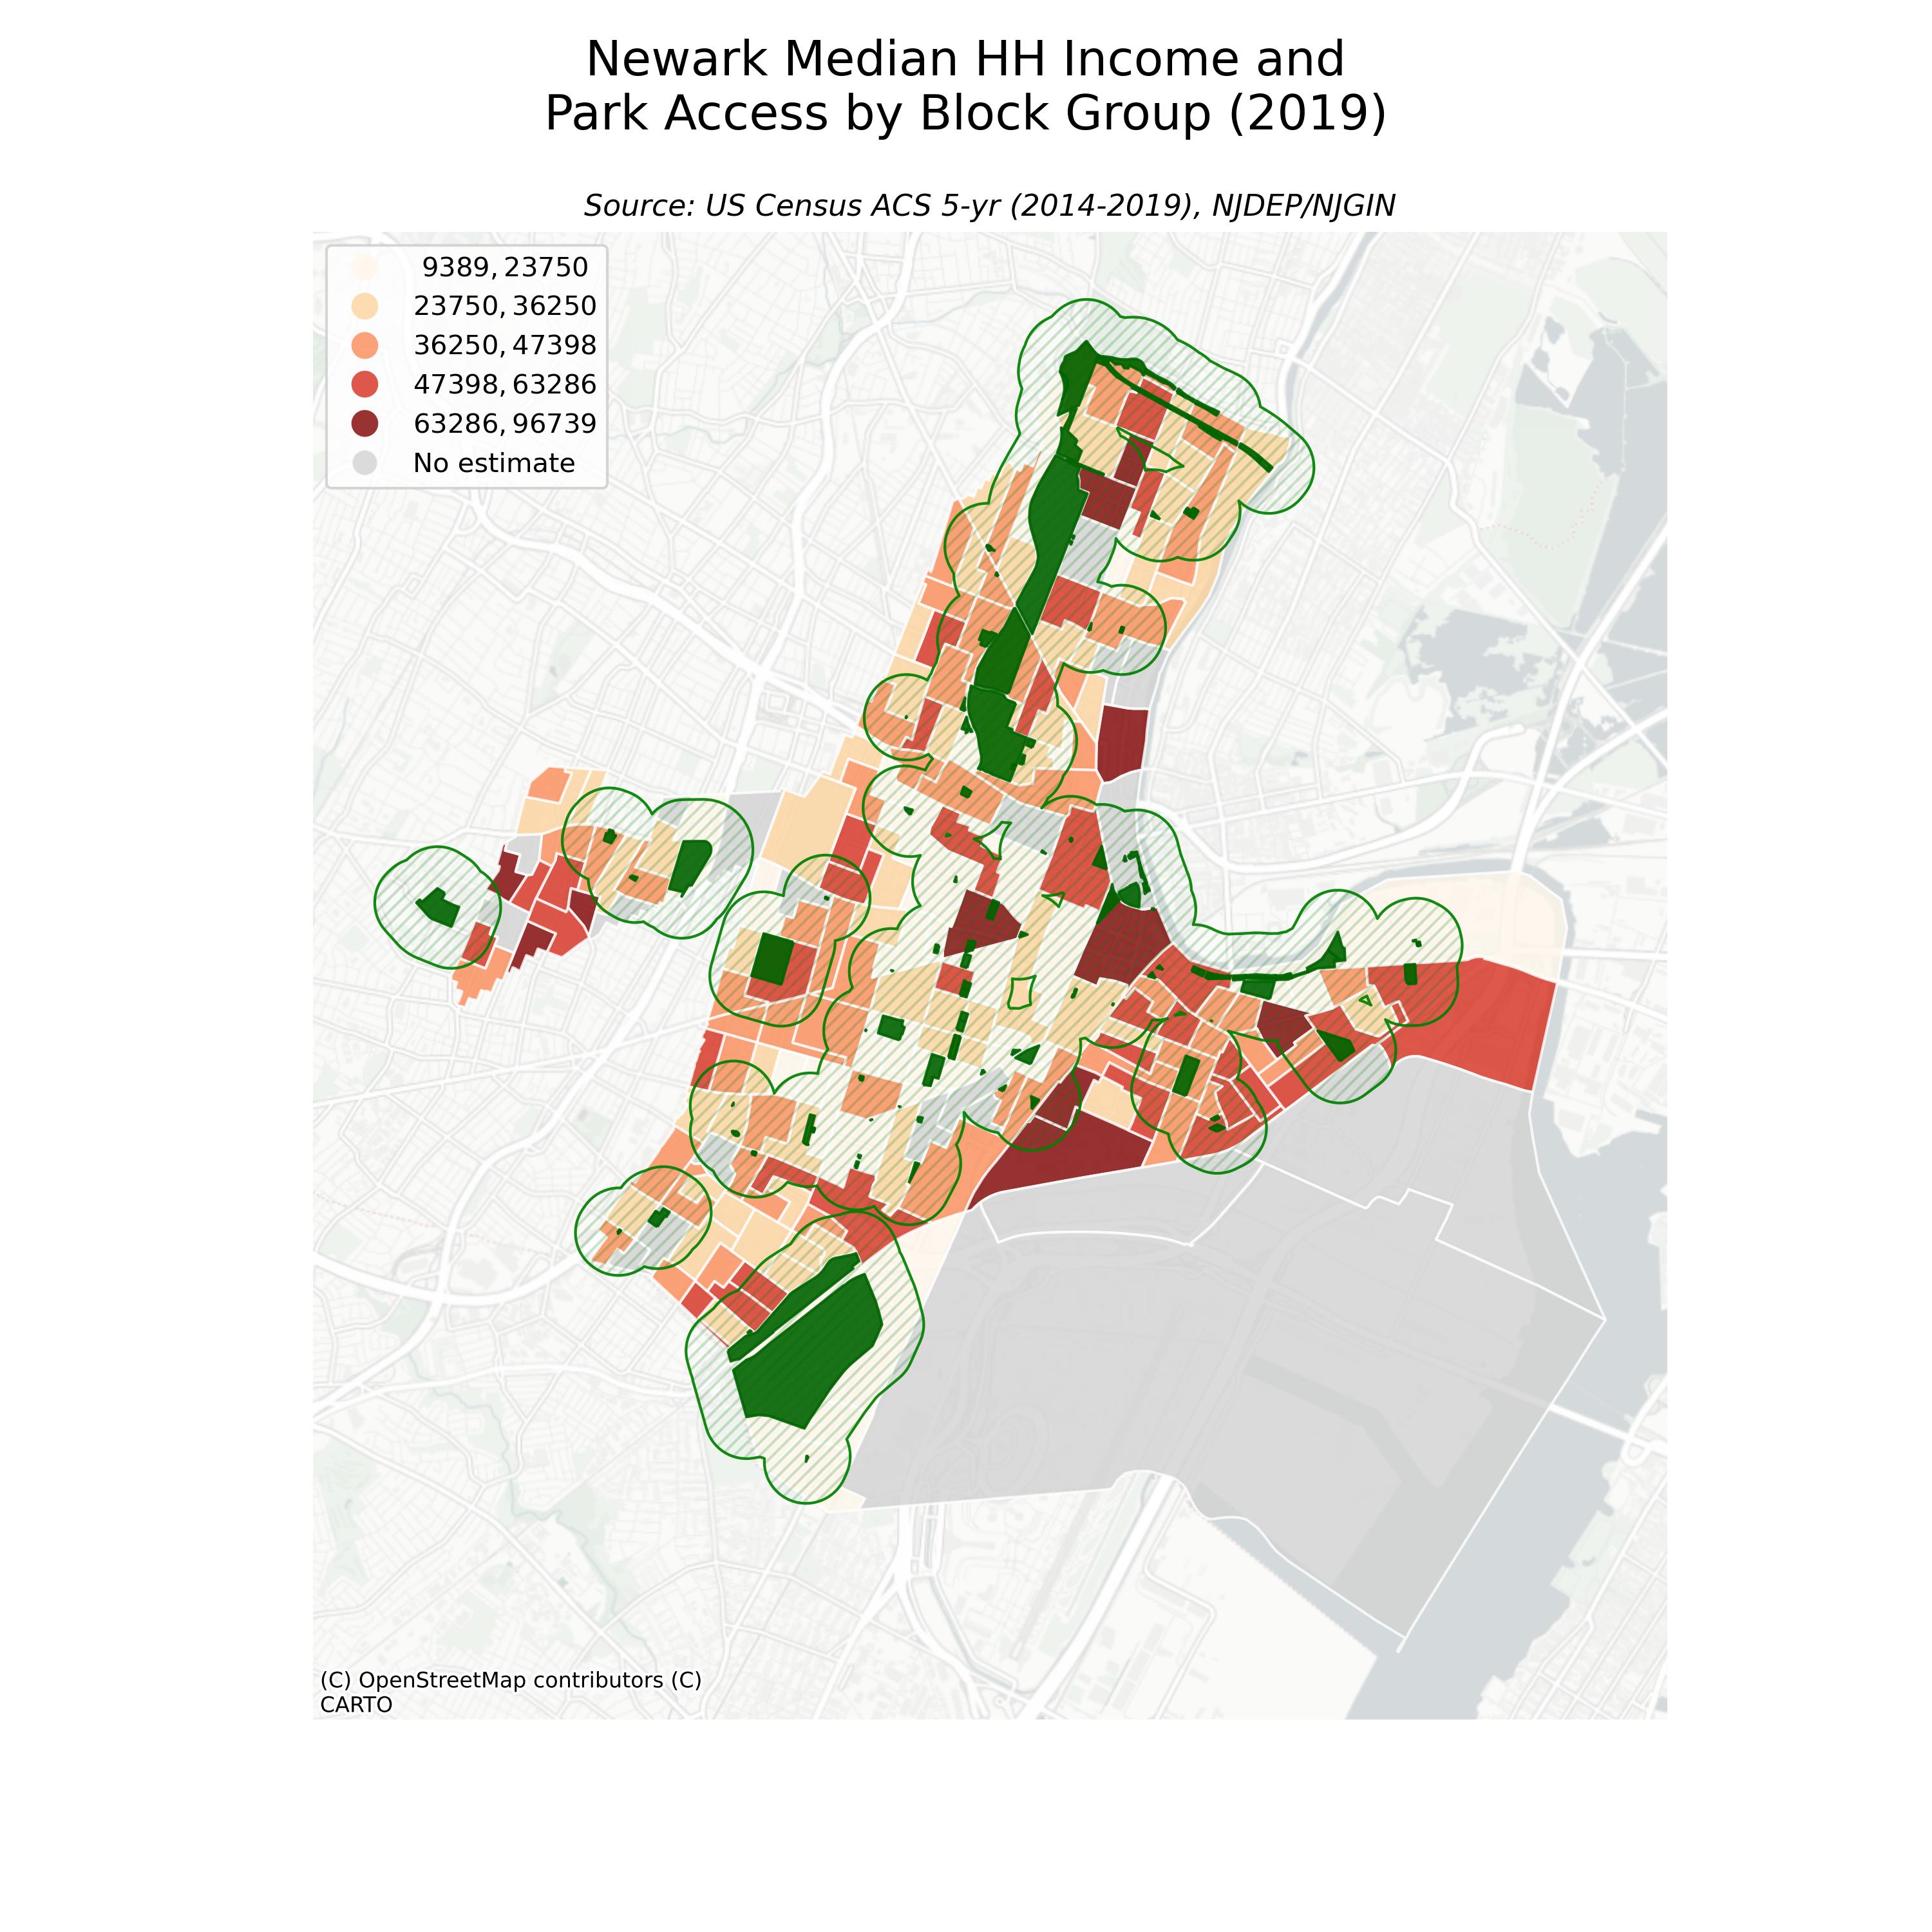 Newark Median HH Income and
Park Access by Block Group (2019)
Source: US Census ACS 5-yr (2014-2019), NJDEP/NJGIN
9389, 23750
23750, 36250
36250, 47398
47398, 63286
63286, 96739
No estimate
(C) OpenStreetMap contributors (C)
CARTO